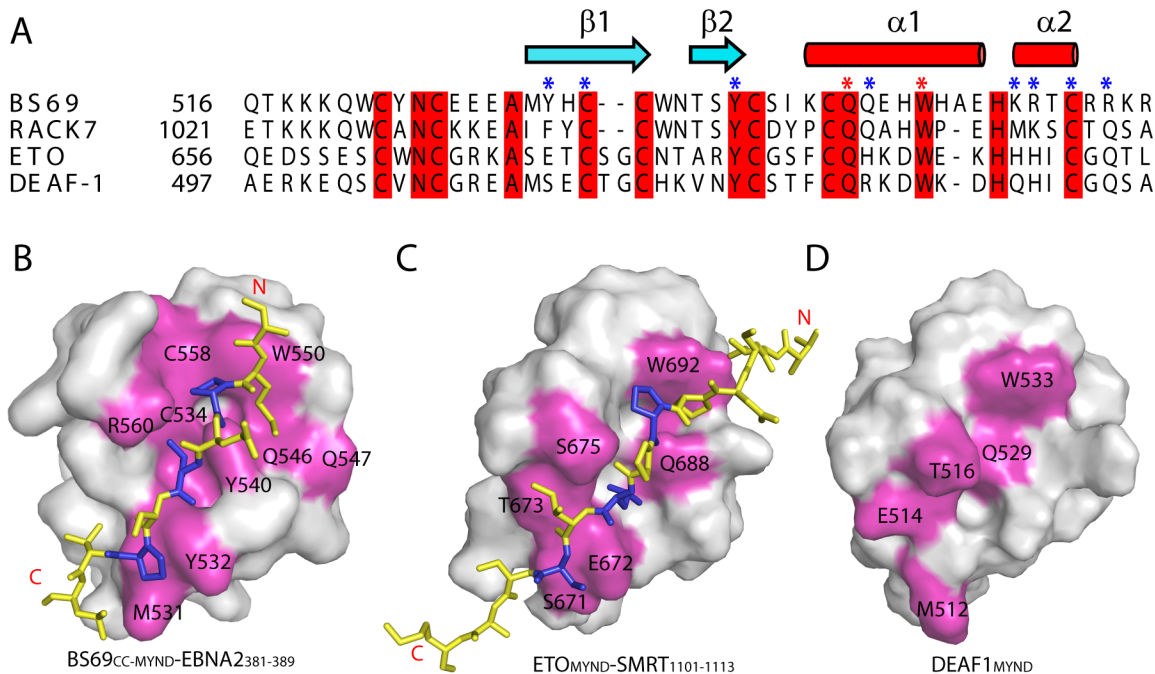 A
β1 β2 α1 α2
* * * * * * * * * *
BS69 516 QTKKKQWCYNCEEEAMYHC--CWNTSYCSIKCQQEHWHAEHKRTCRRKR
RACK7 1021 ETKKKQWCANCKKEAIFYC--CWNTSYCDYPCQQAHWP-EHMKSCTQSA
ETO 656 QEDSSESCWNCGRKASETCSGCNTARYCGSFCQHKDWE-KHHHICGQTL
DEAF-1 497 AERKEQSCVNCGREAMSECTGCHKVNYCSTFCQRKDWK-DHQHICGQSA
B
N
C558
W550
R560
C534
Q546
Q547
Y540
Y532
C
M531
BS69CC-MYND-EBNA2381-389
C
N
W692
S675
Q688
T673
E672
S671
C
ETOMYND-SMRT1101-1113
D
W533
Q529
T516
E514
M512
DEAF1MYND